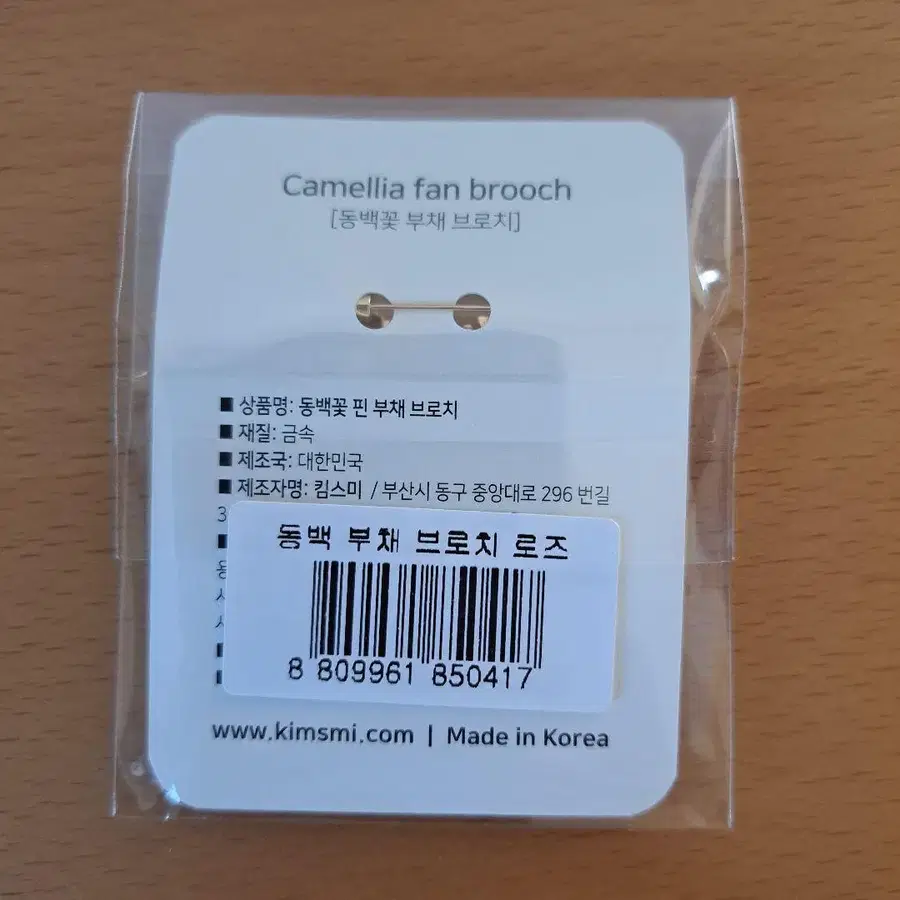 Camellia fan brooch
[동백꽃 부채 브로치]
■ 상품명: 동백꽃 핀 부채 브로치
■ 재질: 금속
■ 제조국: 대한민국
■ 제조자명: 킴스미 / 부산시 동구 중앙대로 296 번길
3
동백 부채 브로치 로즈
8 809961 850417
www.kimsmi.com | Made in Korea